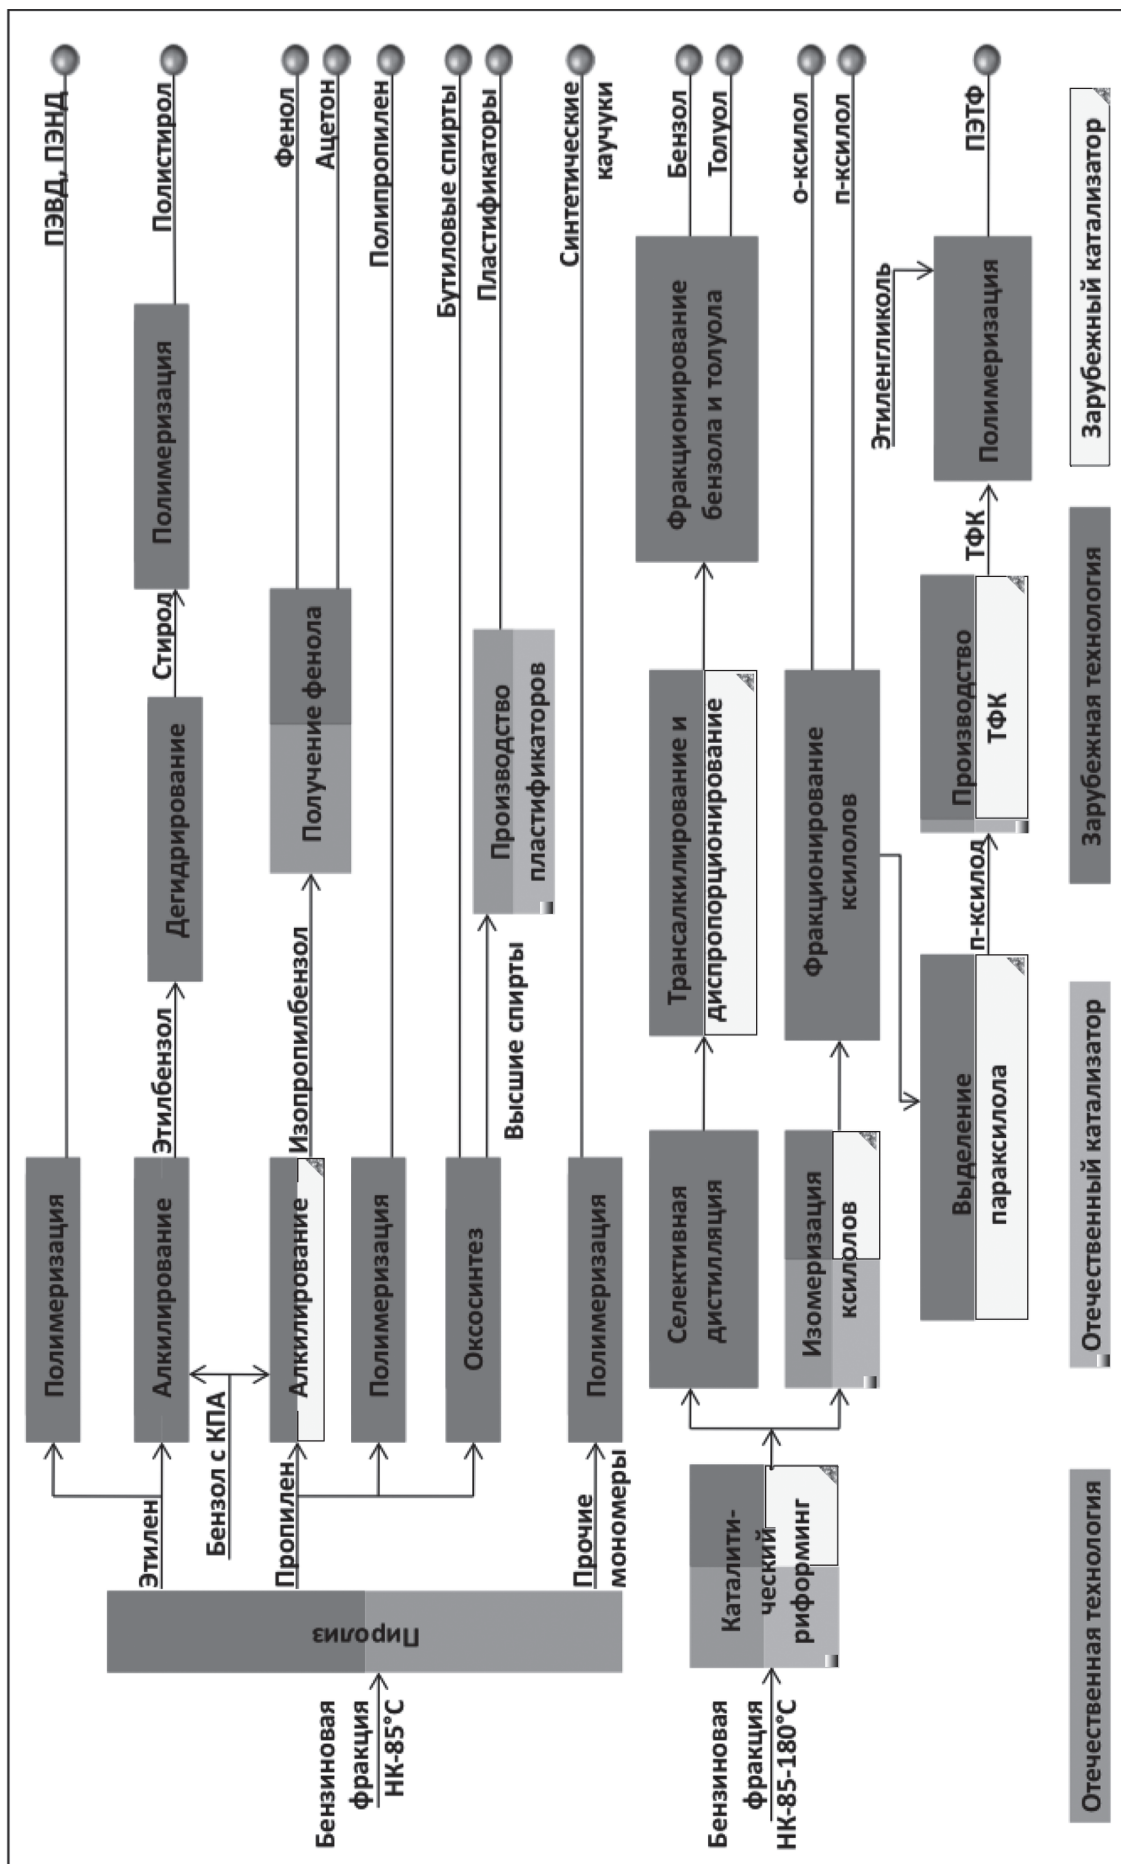 Бензиновая
фракция
НК-85°С
Пиролиз
Этилен
Бензол с КПА
Пропилен
Прочие
мономеры
Полимеризация
ПЭВД, ПЭНД
Алкилирование
Этилбензол
Дегидрирование
Стирол
Полимеризация
Полистирол
Алкилирование
Изопропилбензол
Получение фенола
Фенол
Ацетон
Полимеризация
Полипропилен
Оксосинтез
Бутиловые спирты
Высшие спирты
Производство
пластификаторов
Пластификаторы
Полимеризация
Синтетические
каучуки
Бензиновая
фракция
НК-85-180°С
Каталити-
ческий
риформинг
Селективная
дистилляция
Трансалкилирование и
диспропорционирование
Фракционирование
бензола и толуола
Бензол
Толуол
Изомеризация
ксилолов
Фракционирование
ксилолов
о-ксилол
п-ксилол
Выделение
параксилола
п-ксилол
Производство
ТФК
ТФК
Этиленгликоль
Полимеризация
ПЭТФ
Отечественная технология
Отечественный катализатор
Зарубежная технология
Зарубежный катализатор